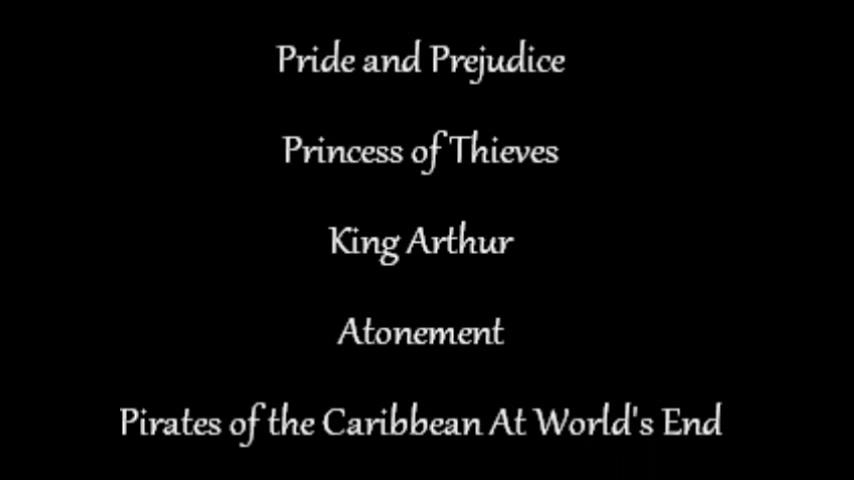 Pride and Prejudice
Princess of Thieves
King Arthur
Atonement
Pirates of the Caribbean At World's End